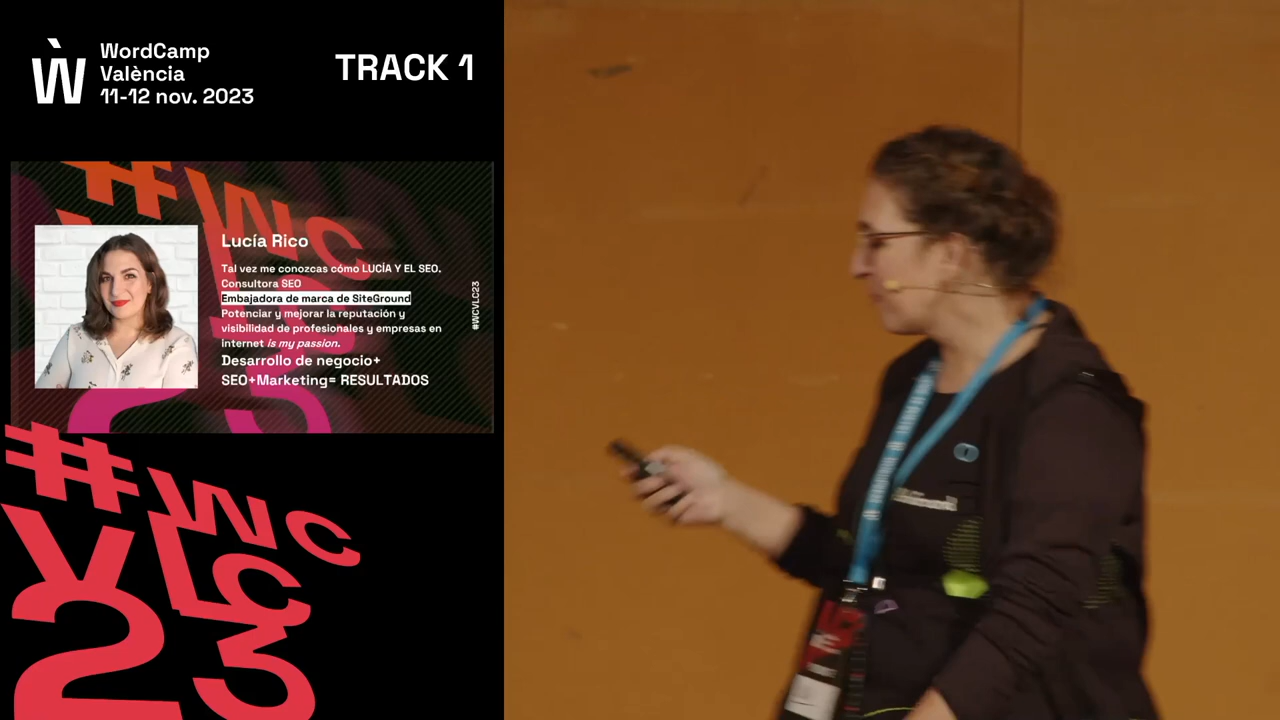 WordCamp
València
11-12 nov. 2023
TRACK 1
#WC
Lucía Rico
Tal vez me conozcas cómo LUCÍA Y EL SEO.
Consultora SEO
Embajadora de marca de SiteGround
Potenciar y mejorar la reputación y
visibilidad de profesionales y empresas en
internet is my passion.
Desarrollo de negocio+
SEO+Marketing= RESULTADOS
#WCVLC23
#WC
VLC
23